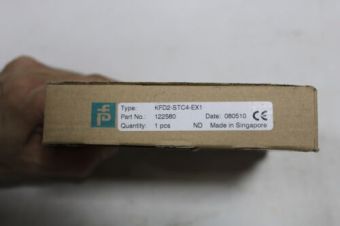 Type: KFD2-STC4-EX1
Part No.: 122580 Date: 080510 CE
Quantity: 1 pcs ND Made in Singapore